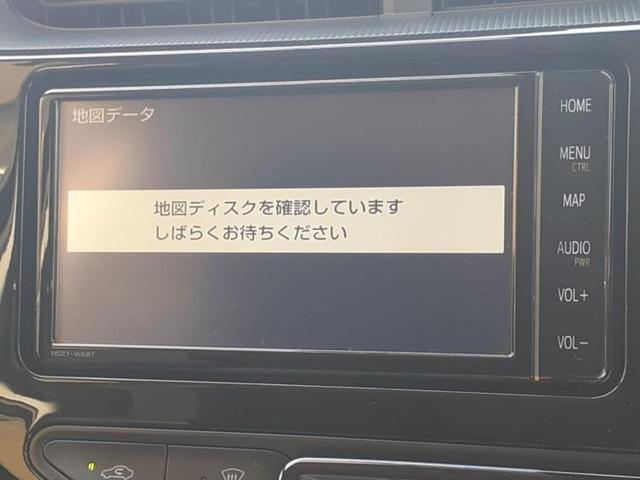 地図データ
地図ディスクを確認しています
しばらくお待ちください
HOME
MENU
CTRL
MAP
AUDIO
PWR
VOL+
VOL-
NSZT-W68T